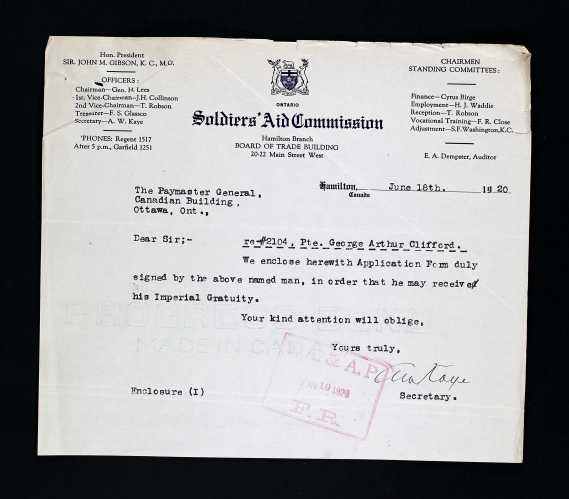 Hon. President
SIR. JOHN M. GIBSON, K. C., M.D.
OFFICERS:
Chairman—Geo. H. Lees
1st. Vice-Chairman—J.H. Collinson
2nd Vice-Chairman—T. Robson
Treasurer—F. S. Glassco
Secretary—A. W. Kaye
'PHONES: Regent 1517
After 5 p.m., Garfield 1251
ONTARIO
Soldiers' Aid Commission
Hamilton Branch
BOARD OF TRADE BUILDING
20-22 Main Street West
CHAIRMEN
STANDING COMMITTEES:
Finance—Cyrus Birge
Employment—H. J. Waddie
Reception—T. Robson
Vocational Training—F. R. Close
Adjustment—S.F. Washington, K.C.
E. A. Dempster, Auditor
Hamilton, June 18th. 1920
Canada
The Paymaster General,
Canadian Building,
Ottawa, Ont.,
Dear Sir;- re-#2104, Pte. George Arthur Clifford.
We enclose herewith Application Form duly
signed by the above named man, in order that he may receive
his Imperial Gratuity.
Your kind attention will oblige,
Yours truly,
& A. P.
19 1920
F. R.
A W Kaye
Enclosure (I) Secretary.
MADE IN CANADA